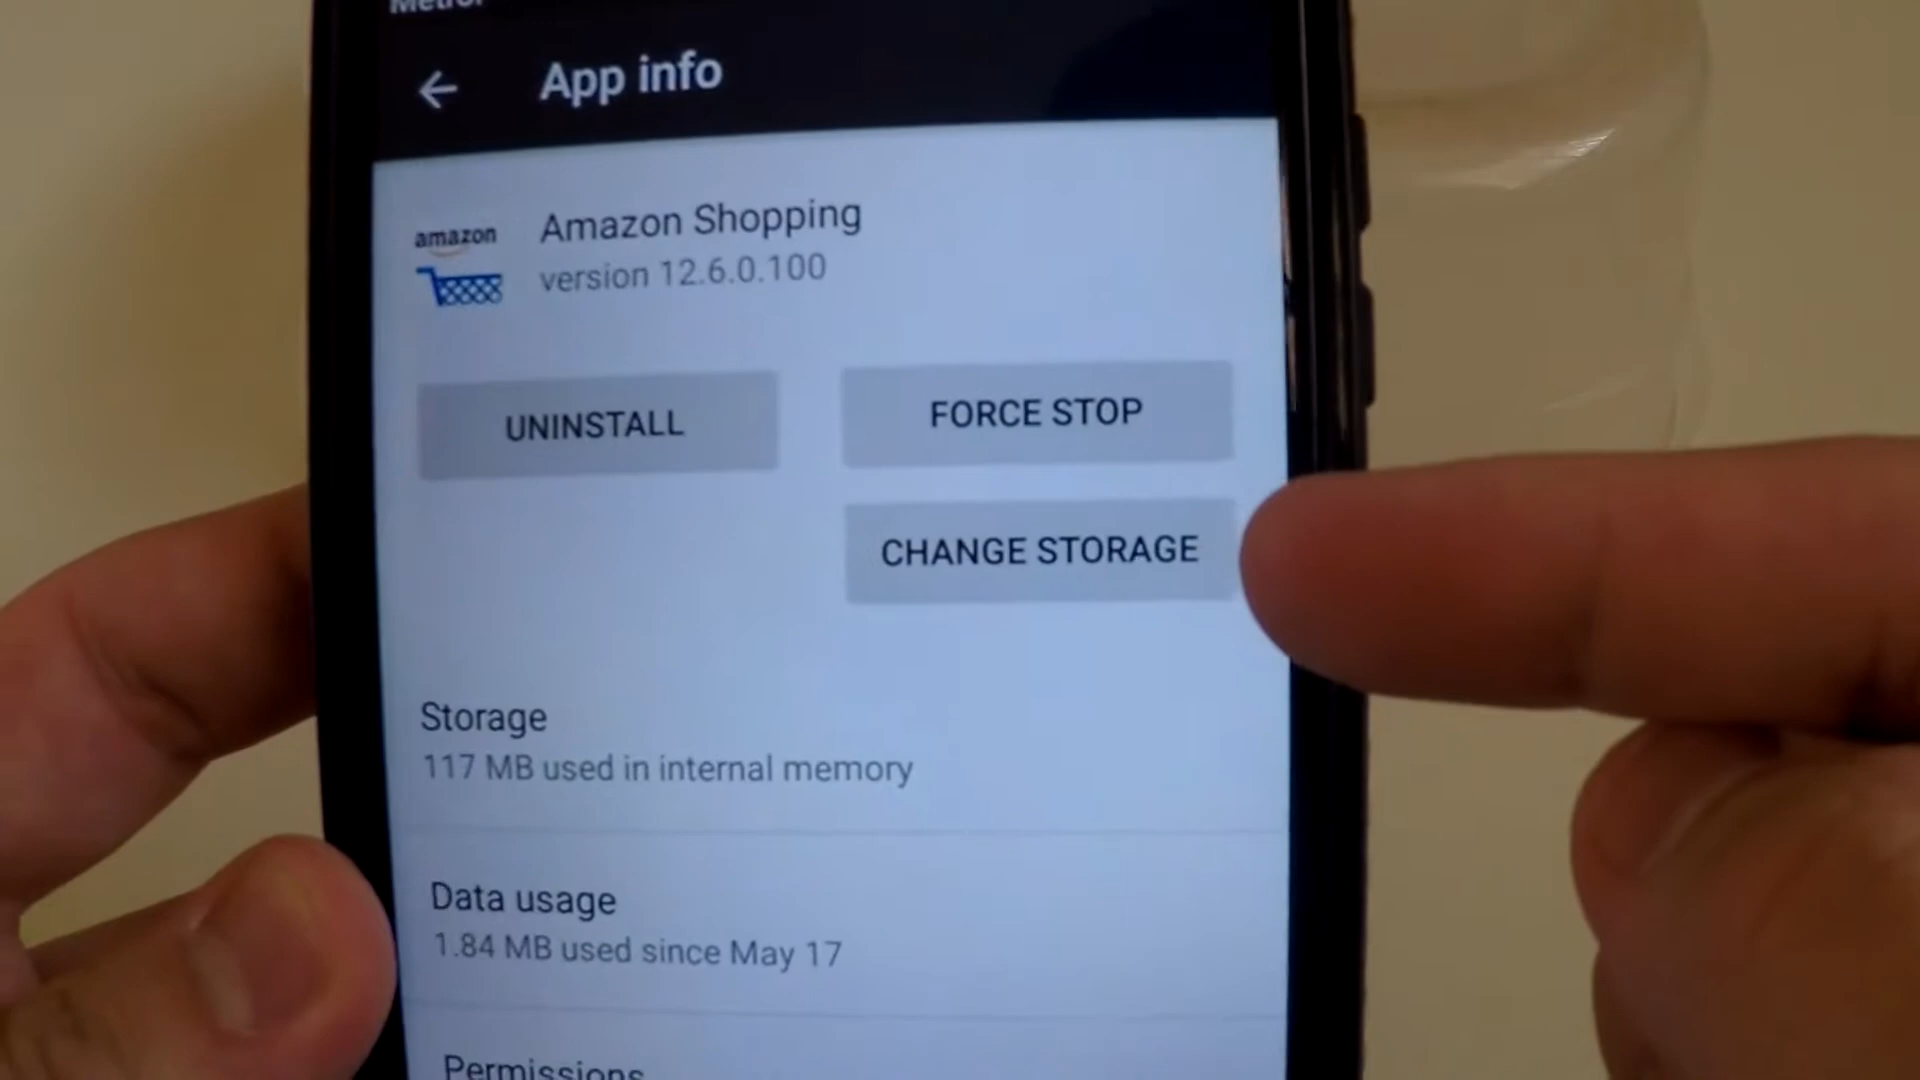 App info
amazon
Amazon Shopping
version 12.6.0.100
UNINSTALL
FORCE STOP
CHANGE STORAGE
Storage
117 MB used in internal memory
Data usage
1.84 MB used since May 17
Permissions